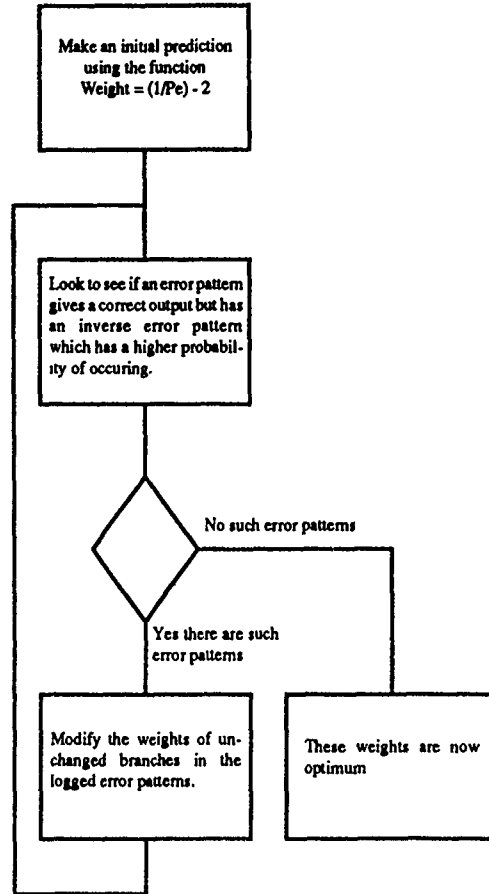 Make an initial prediction
using the function
Weight = (1/Pe) - 2
Look to see if an error pattern
gives a correct output but has
an inverse error pattern
which has a higher probabil-
ity of occuring.
No such error patterns
Yes there are such
error patterns
Modify the weights of un-
changed branches in the
logged error patterns.
These weights are now
optimum